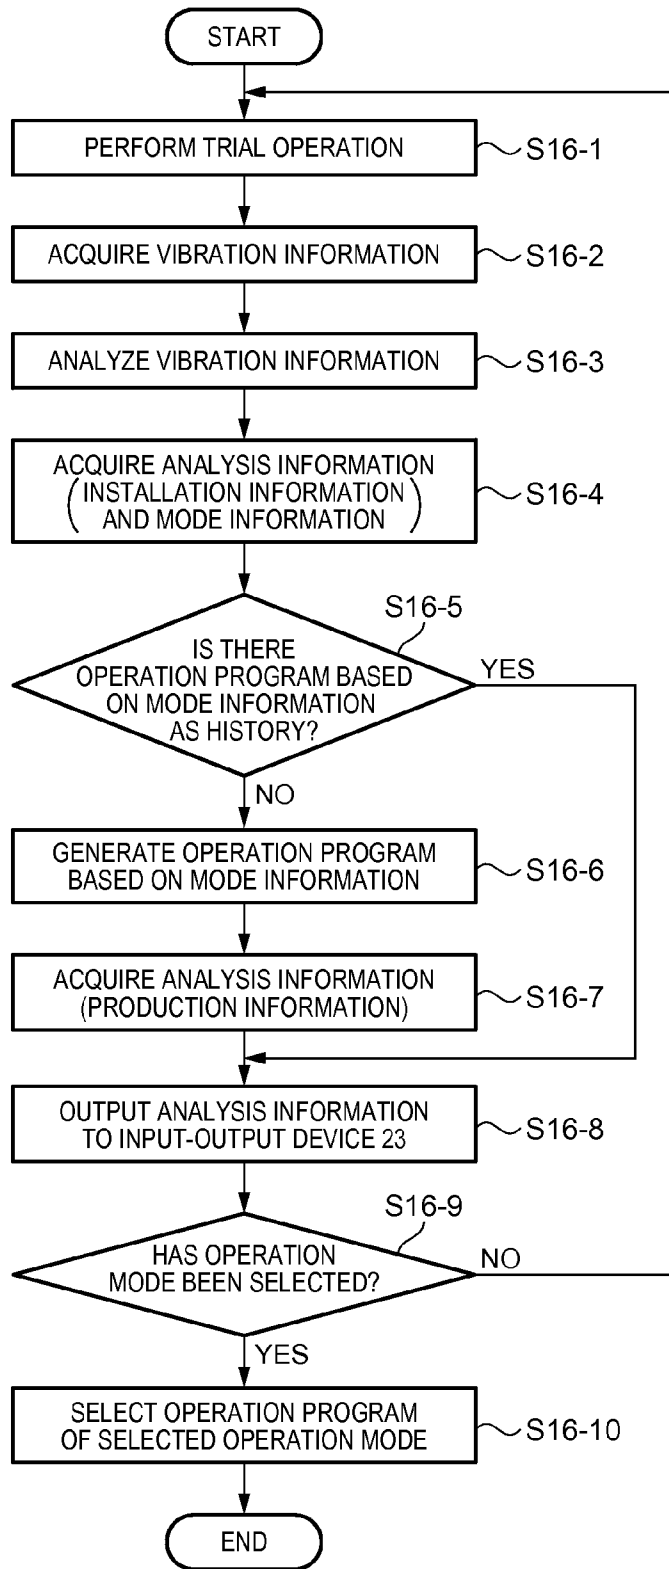 START
PERFORM TRIAL OPERATION
S16-1
ACQUIRE VIBRATION INFORMATION
S16-2
ANALYZE VIBRATION INFORMATION
S16-3
ACQUIRE ANALYSIS INFORMATION
(INSTALLATION INFORMATION
AND MODE INFORMATION)
S16-4
S16-5
IS THERE
OPERATION PROGRAM BASED
ON MODE INFORMATION
AS HISTORY?
YES
NO
GENERATE OPERATION PROGRAM
BASED ON MODE INFORMATION
S16-6
ACQUIRE ANALYSIS INFORMATION
(PRODUCTION INFORMATION)
S16-7
OUTPUT ANALYSIS INFORMATION
TO INPUT-OUTPUT DEVICE 23
S16-8
S16-9
HAS OPERATION
MODE BEEN SELECTED?
NO
YES
SELECT OPERATION PROGRAM
OF SELECTED OPERATION MODE
S16-10
END